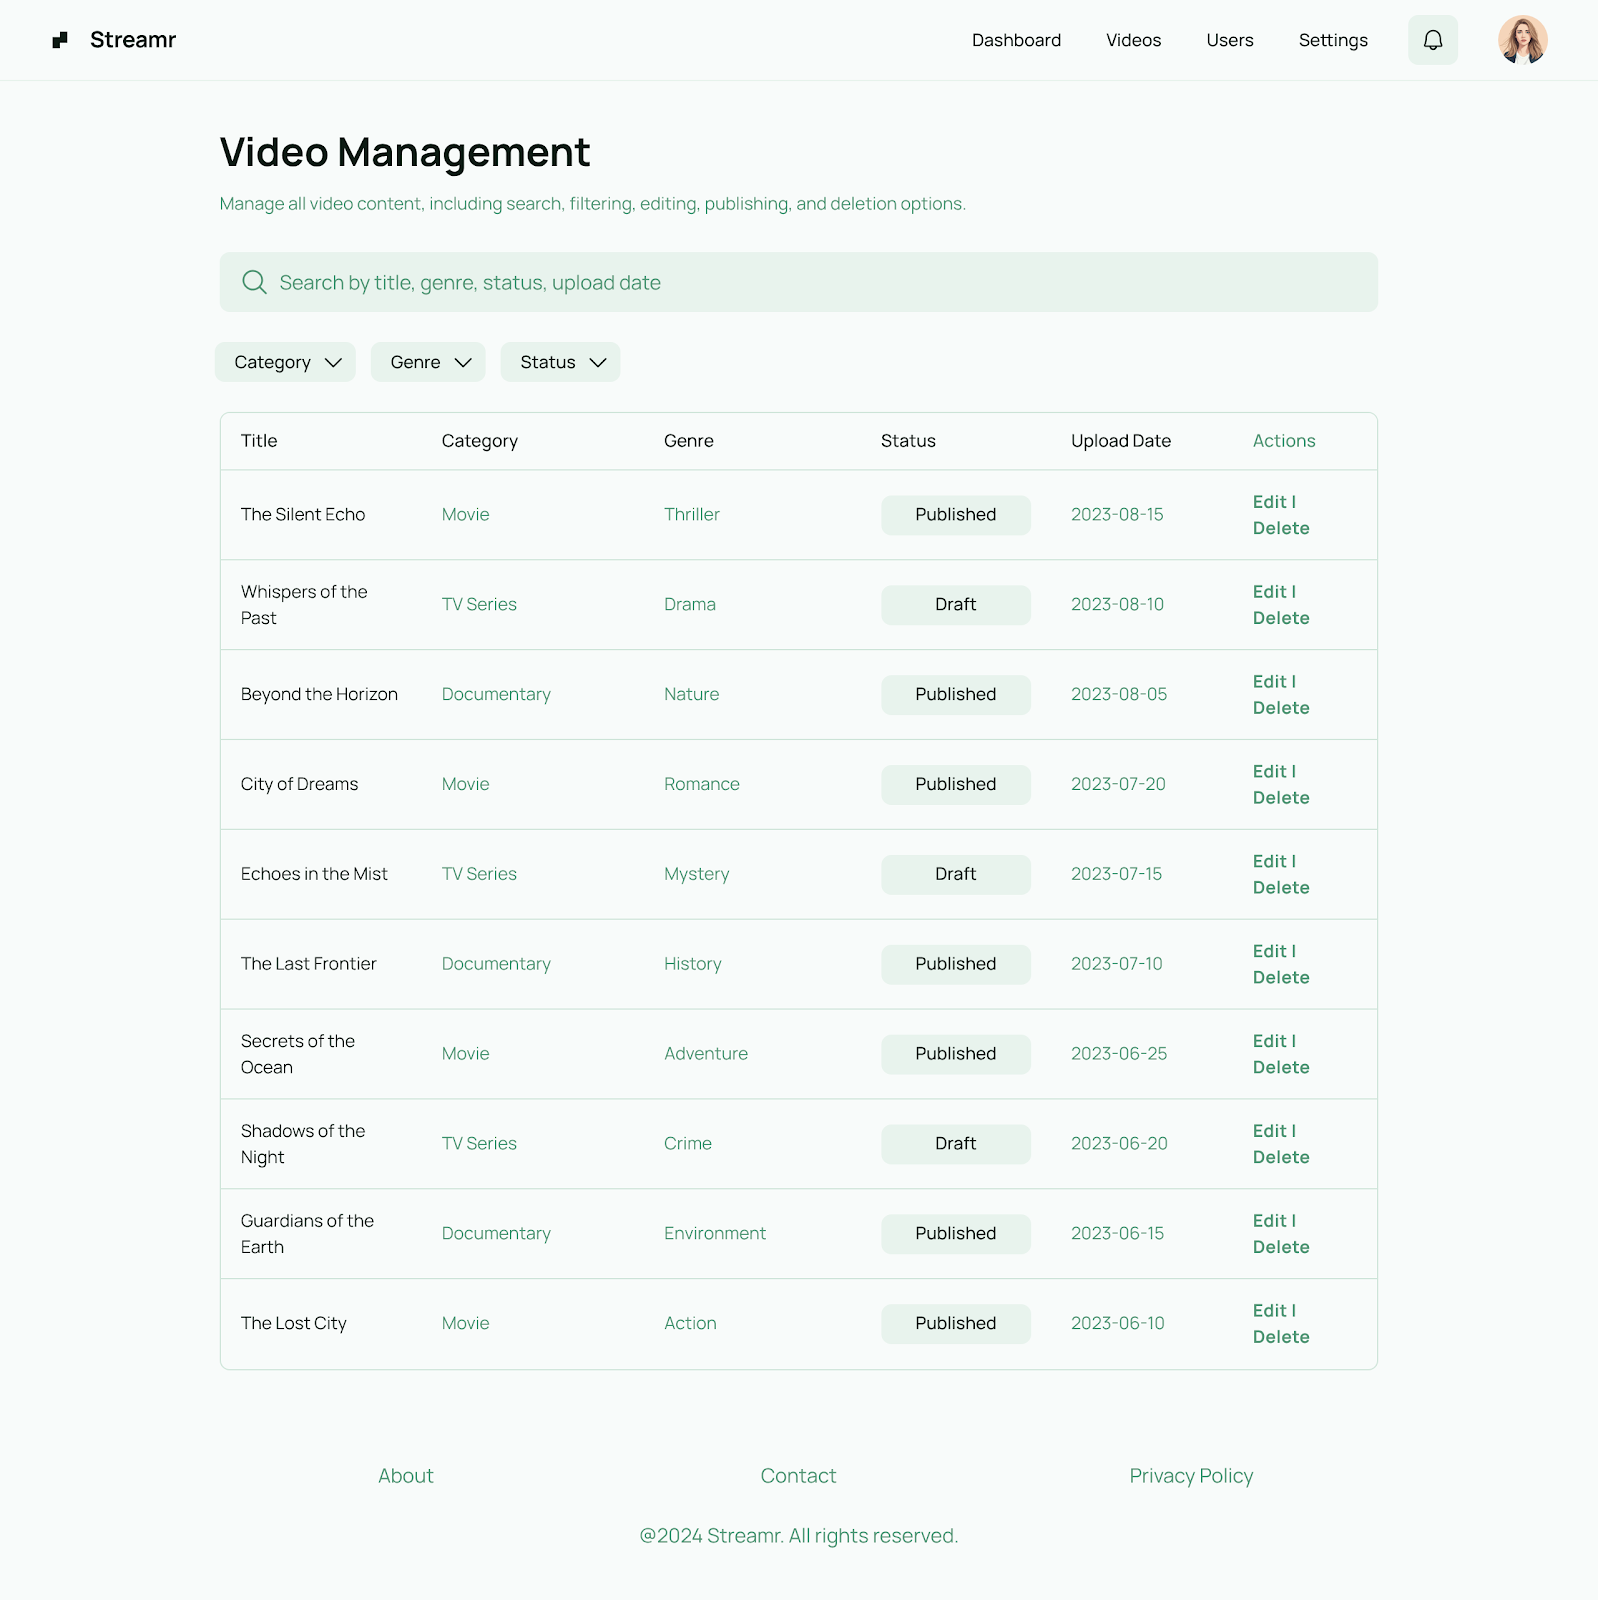 Streamr
Dashboard Videos Users Settings
Video Management
Manage all video content, including search, filtering, editing, publishing, and deletion options.
Search by title, genre, status, upload date
Category Genre Status
Title Category Genre Status Upload Date Actions
The Silent Echo Movie Thriller Published 2023-08-15 Edit |
Delete
Whispers of the
Past TV Series Drama Draft 2023-08-10 Edit |
Delete
Beyond the Horizon Documentary Nature Published 2023-08-05 Edit |
Delete
City of Dreams Movie Romance Published 2023-07-20 Edit |
Delete
Echoes in the Mist TV Series Mystery Draft 2023-07-15 Edit |
Delete
The Last Frontier Documentary History Published 2023-07-10 Edit |
Delete
Secrets of the
Ocean Movie Adventure Published 2023-06-25 Edit |
Delete
Shadows of the
Night TV Series Crime Draft 2023-06-20 Edit |
Delete
Guardians of the
Earth Documentary Environment Published 2023-06-15 Edit |
Delete
The Lost City Movie Action Published 2023-06-10 Edit |
Delete
About Contact Privacy Policy
@2024 Streamr. All rights reserved.